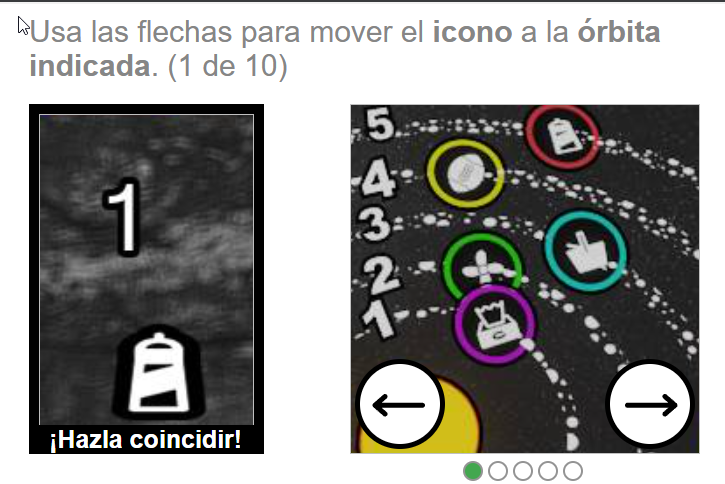 Usa las flechas para mover el icono a la órbita
indicada. (1 de 10)
1
¡Hazla coincidir!
5
4
3
2
1